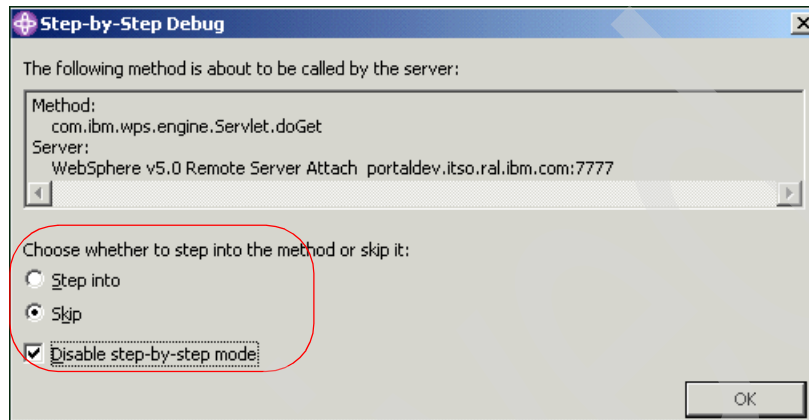 Step-by-Step Debug
The following method is about to be called by the server:
Method:
com.ibm.wps.engine.Servlet.doGet
Server:
WebSphere v5.0 Remote Server Attach portaldev.itso.ral.ibm.com:7777
Choose whether to step into the method or skip it:
Step into
Skip
Disable step-by-step mode
OK